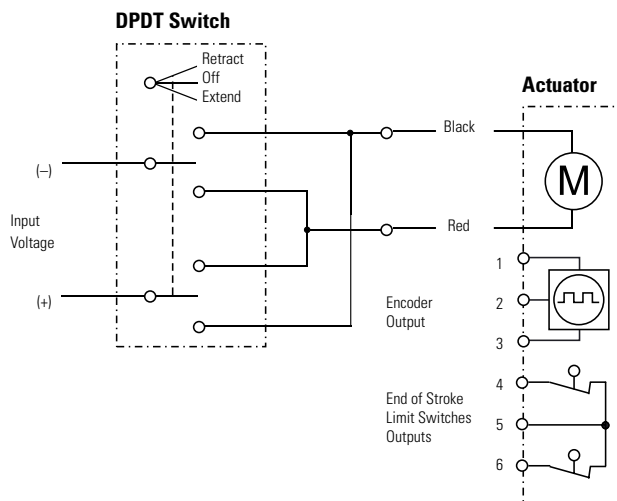 DPDT Switch
Retract
Off
Extend
Actuator
Black
(–)
M
Input
Voltage
Red
1
(+)
Encoder
Output
2
3
4
End of Stroke
Limit Switches
Outputs
5
6